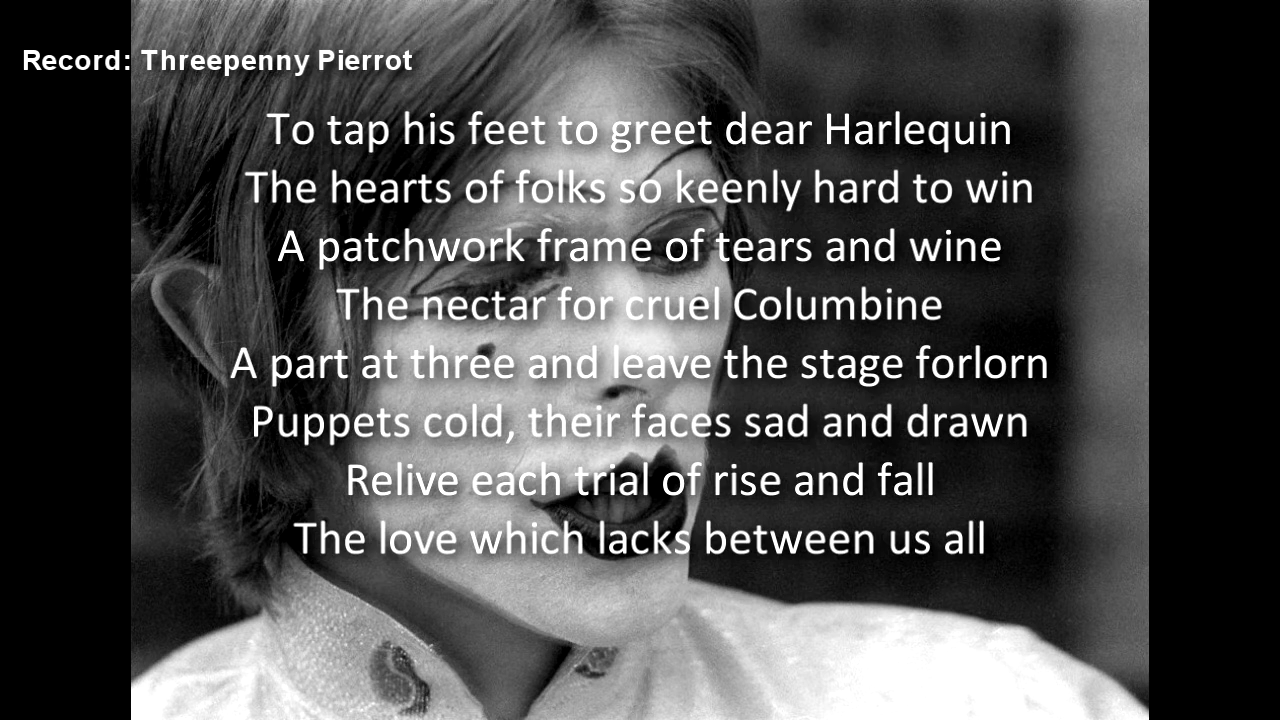 Record: Threepenny Pierrot
To tap his feet to greet dear Harlequin
The hearts of folks so keenly hard to win
A patchwork frame of tears and wine
The nectar for cruel Columbine
A part at three and leave the stage forlorn
Puppets cold, their faces sad and drawn
Relive each trial of rise and fall
The love which lacks between us all